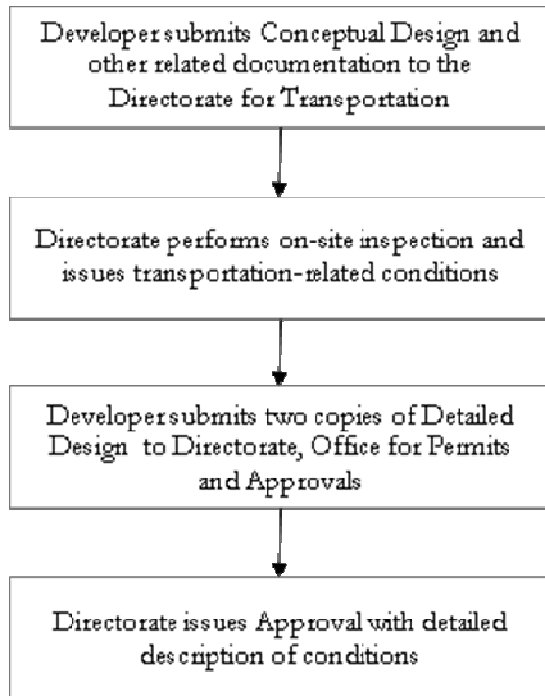 Developer submits Conceptual Design and
other related documentation to the
Directorate for Transportation
Directorate performs on-site inspection and
issues transportation-related conditions
Developer submits two copies of Detailed
Design to Directorate, Office for Permits
and Approvals
Directorate issues Approval with detailed
description of conditions